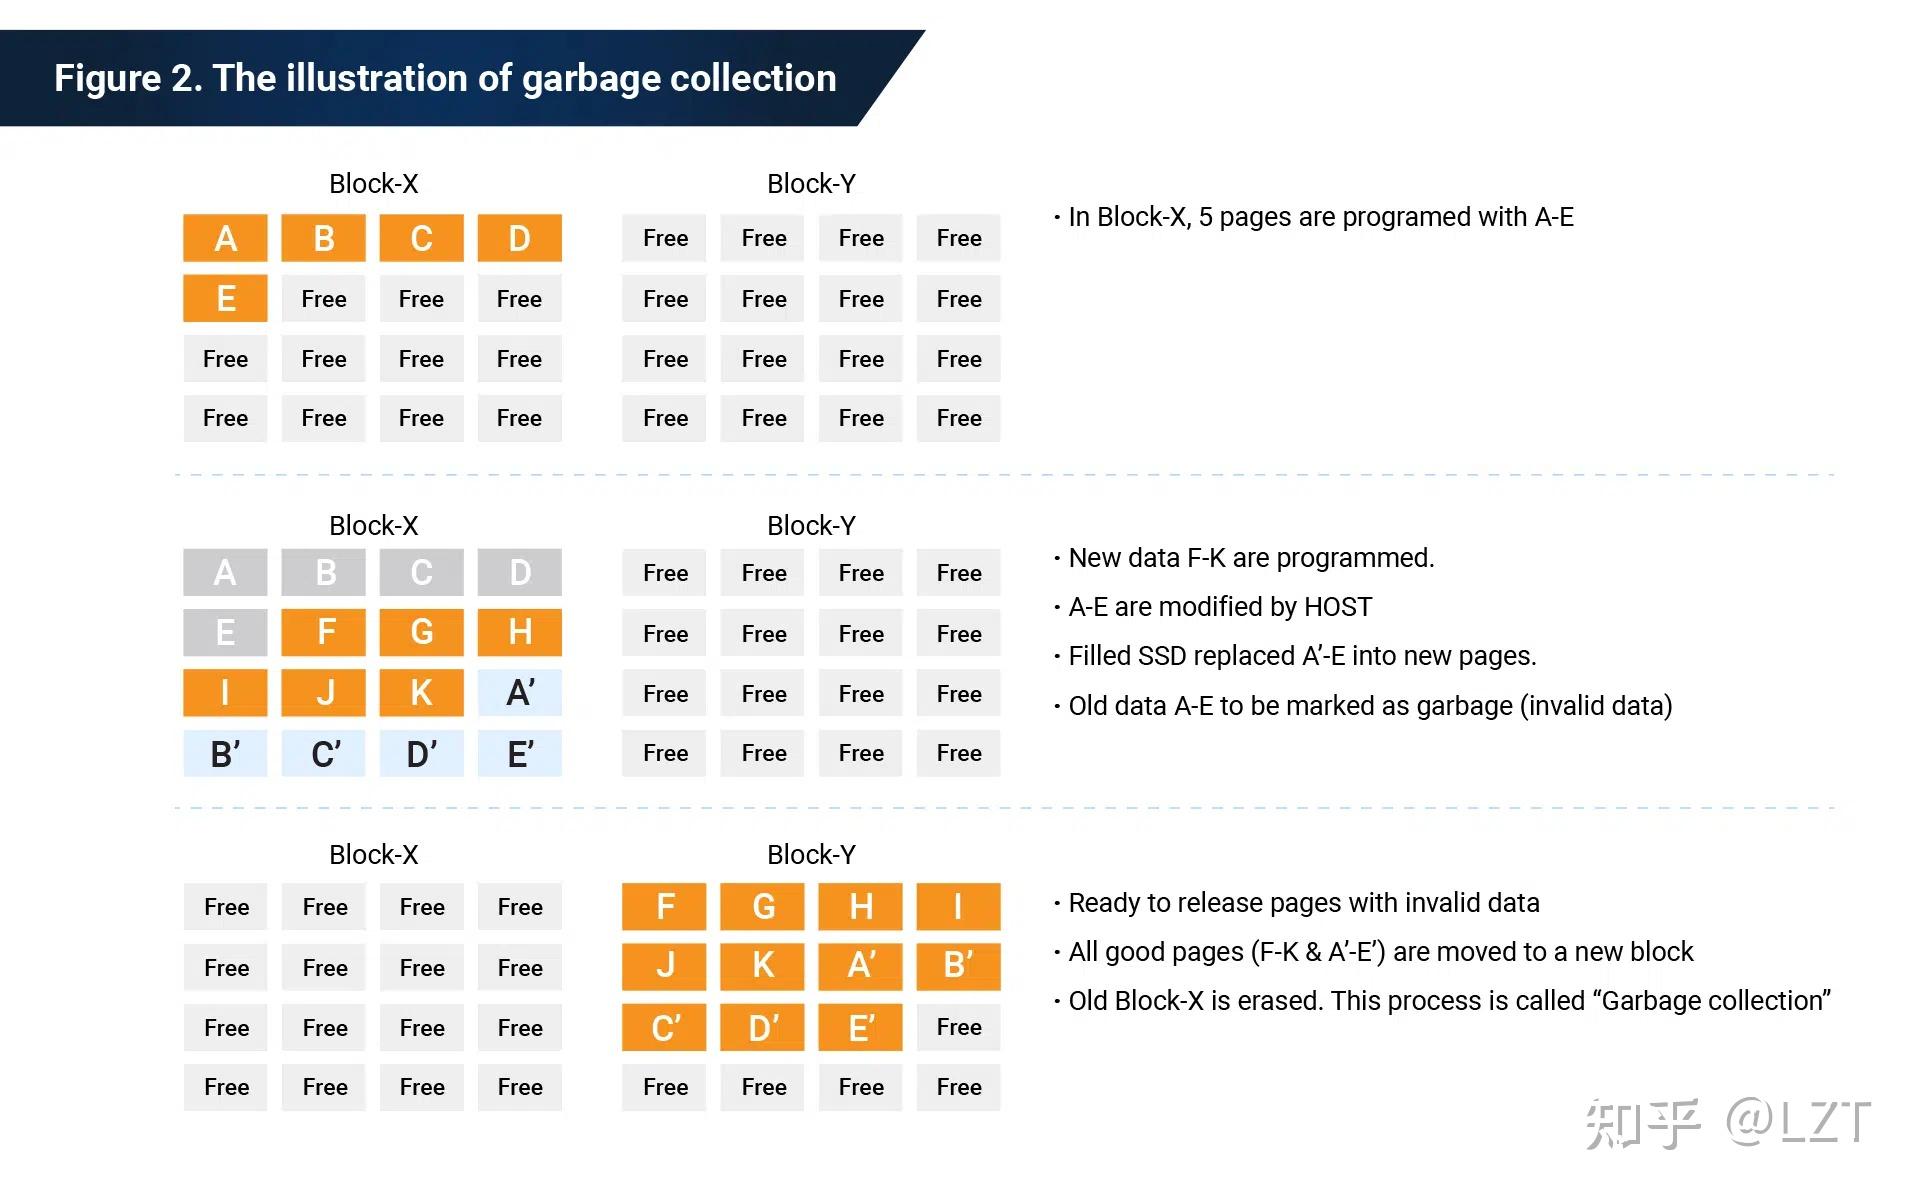 Figure 2. The illustration of garbage collection
Block-X Block-Y
A B C D Free Free Free Free
E Free Free Free Free Free Free Free
Free Free Free Free Free Free Free Free
Free Free Free Free Free Free Free Free
· In Block-X, 5 pages are programed with A-E
Block-X Block-Y
A B C D Free Free Free Free
E F G H Free Free Free Free
I J K A’ Free Free Free Free
B’ C’ D’ E’ Free Free Free Free
· New data F-K are programmed.
· A-E are modified by HOST
· Filled SSD replaced A’-E into new pages.
· Old data A-E to be marked as garbage (invalid data)
Block-X Block-Y
Free Free Free Free F G H I
Free Free Free Free J K A’ B’
Free Free Free Free C’ D’ E’ Free
Free Free Free Free Free Free Free Free
· Ready to release pages with invalid data
· All good pages (F-K & A’-E’) are moved to a new block
· Old Block-X is erased. This process is called “Garbage collection”
知乎 @LZT